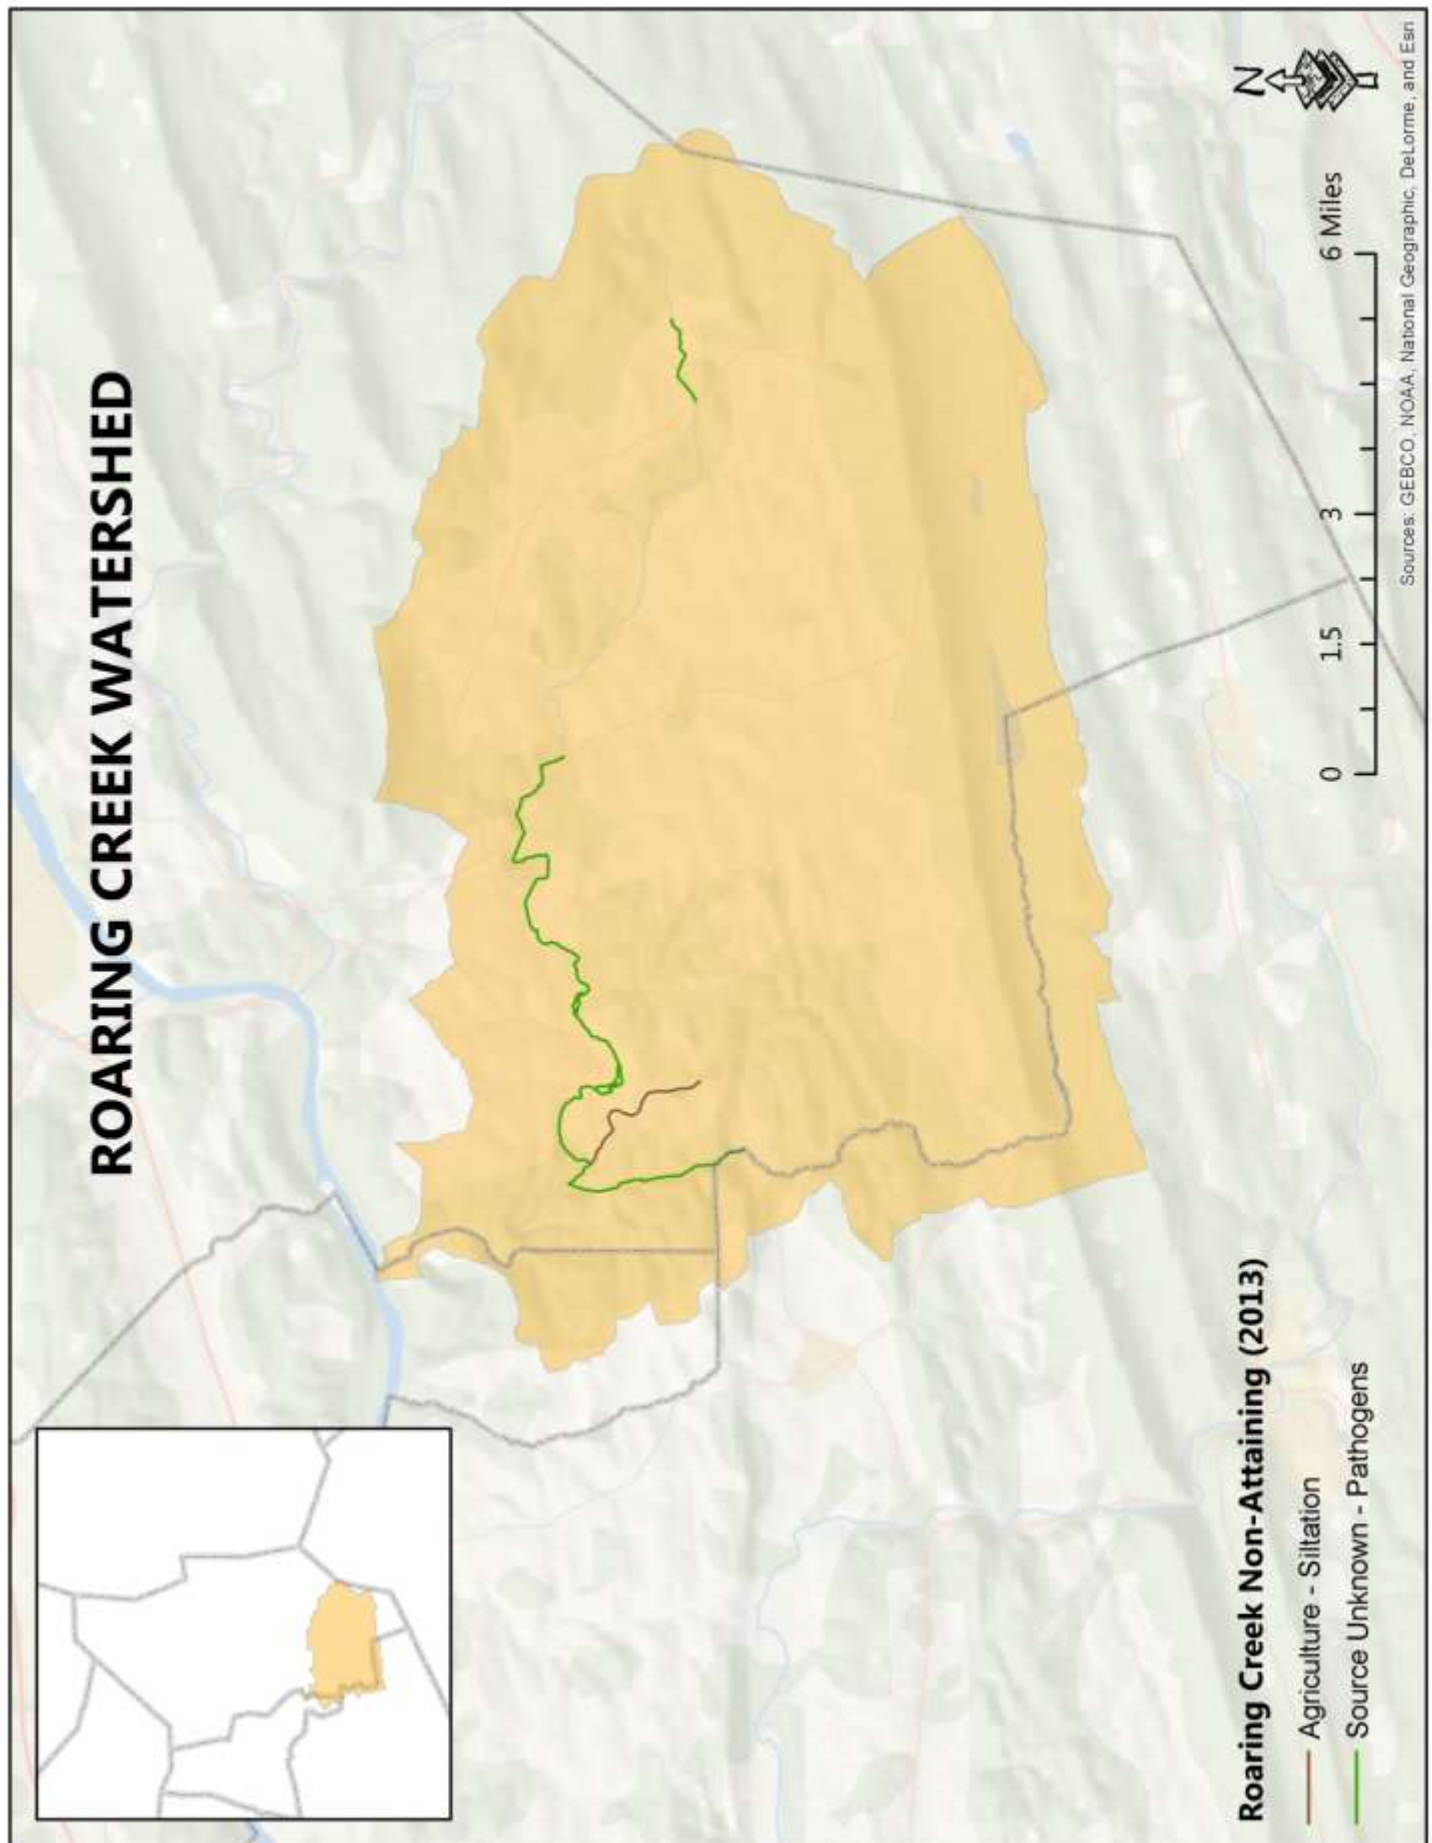 ROARING CREEK WATERSHED
N
Roaring Creek Non-Attaining (2013)
Agriculture - Siltation
Source Unknown - Pathogens
0 1.5 3 6 Miles
Sources: GEBCO, NOAA, National Geographic, DeLorme, and Esri